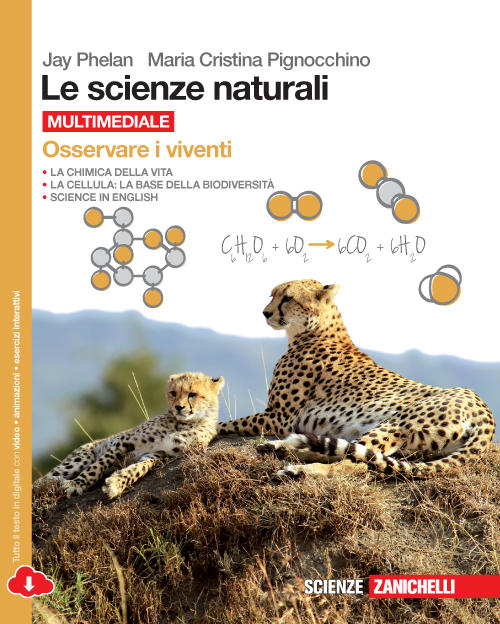 Jay Phelan Maria Cristina Pignocchino
Le scienze naturali
MULTIMEDIALE
Osservare i viventi
• LA CHIMICA DELLA VITA
• LA CELLULA: LA BASE DELLA BIODIVERSITÀ
• SCIENCE IN ENGLISH
C₆H₁₂O₆ + 6O₂ → 6CO₂ + 6H₂O
Tutto il testo in digitale con video • animazioni • esercizi interattivi
SCIENZE ZANICHELLI